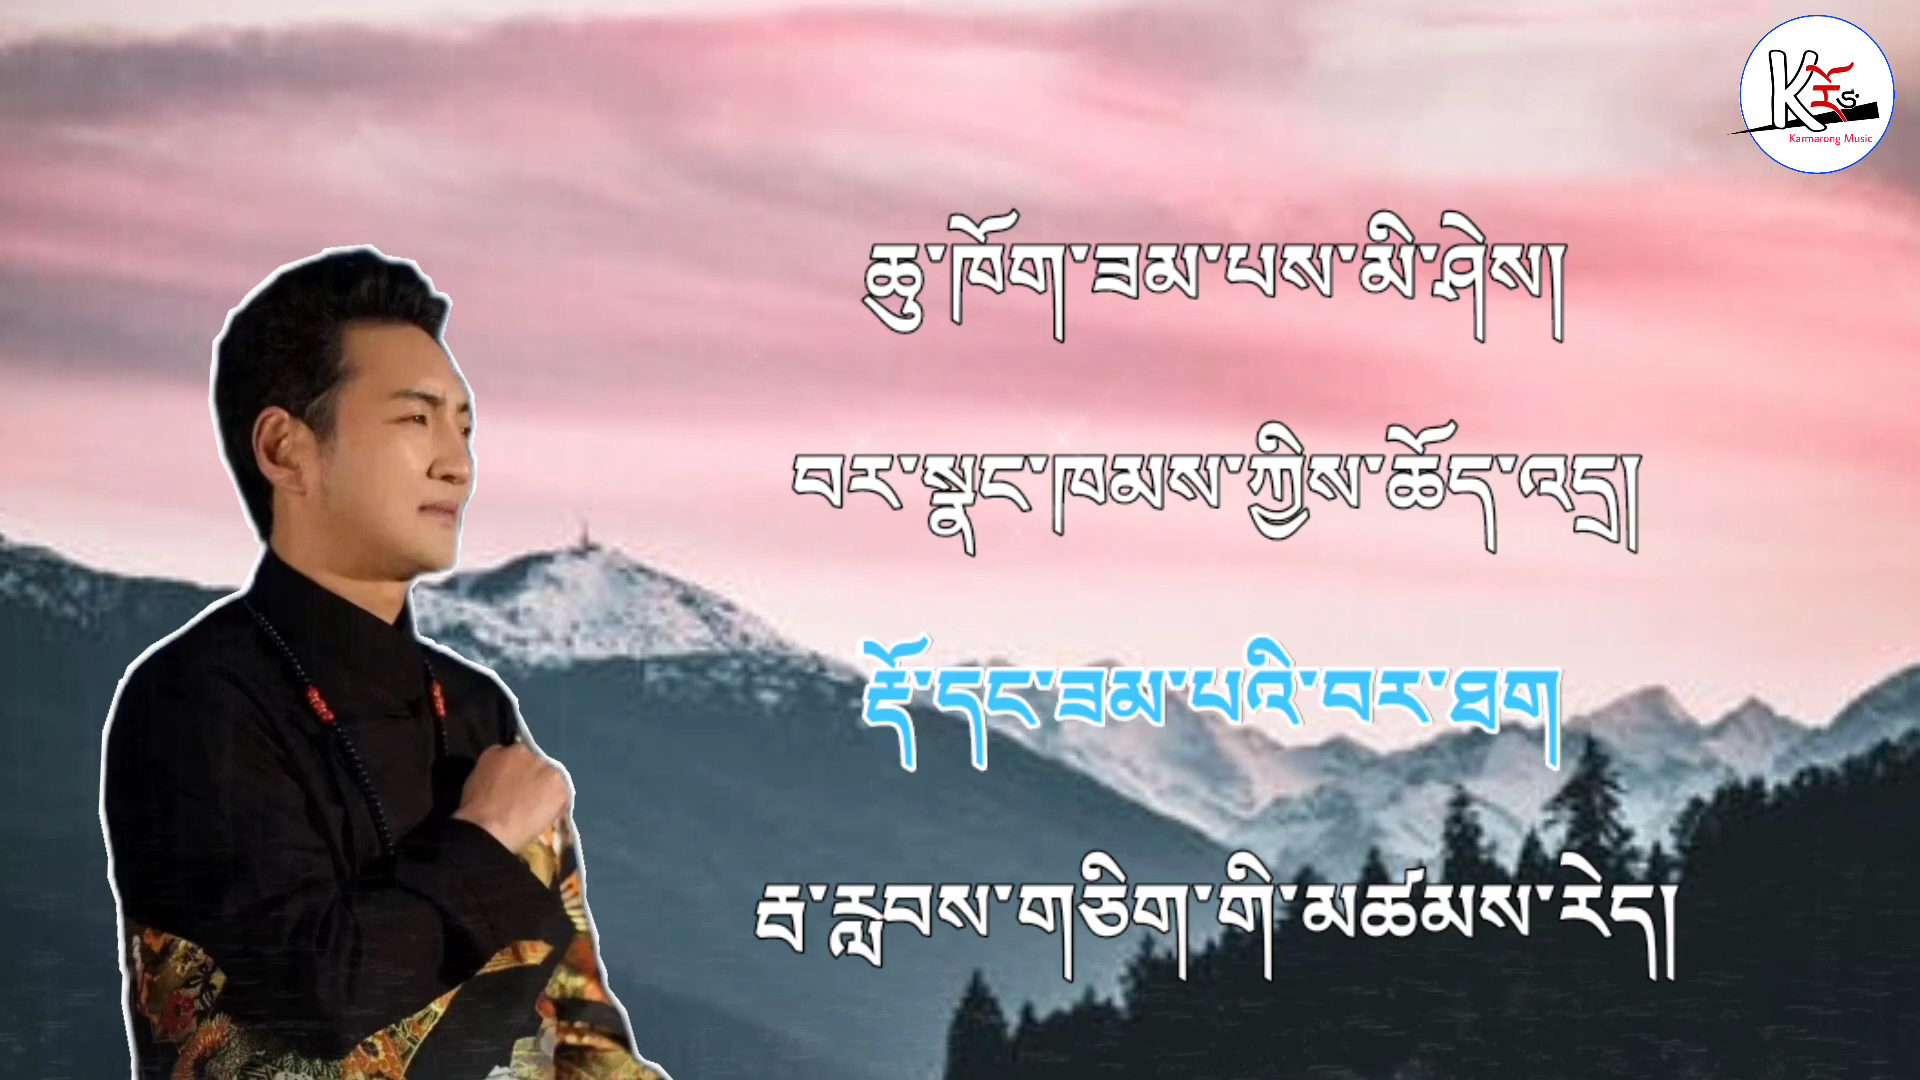 Karmarong Music
ཆུ་ཁོག་ཟམ་པས་མི་ཤེས།
བར་སྣང་ཁམས་ཀྱིས་ཆོད་འདྲ།
རྡོ་དང་ཟམ་པའི་བར་ཐག
རྦ་རླབས་གཅིག་གི་མཚམས་རེད།